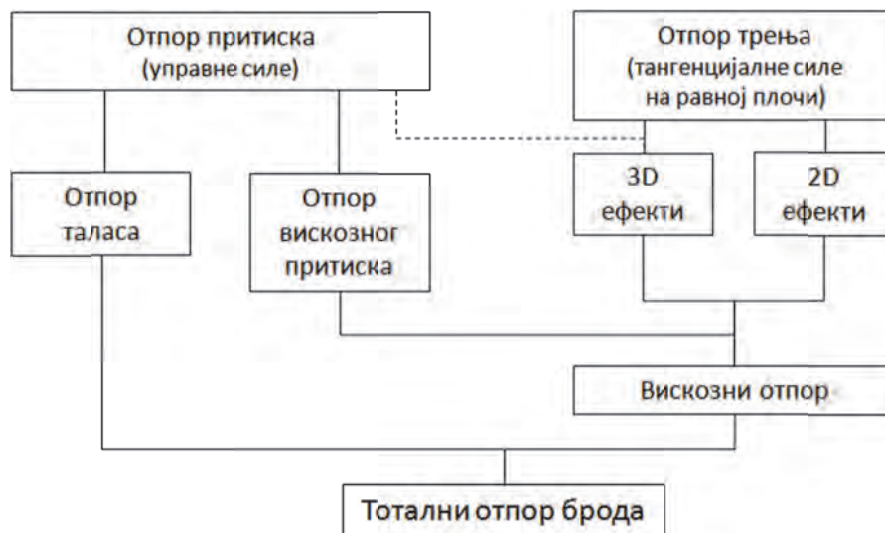 Отпор притиска
(управне силе)
Отпор трења
(тангенцијалне силе
на равној плочи)
Отпор
таласа
Отпор
вискозног
притиска
3D
ефекти
2D
ефекти
Вискозни отпор
Тотални отпор брода